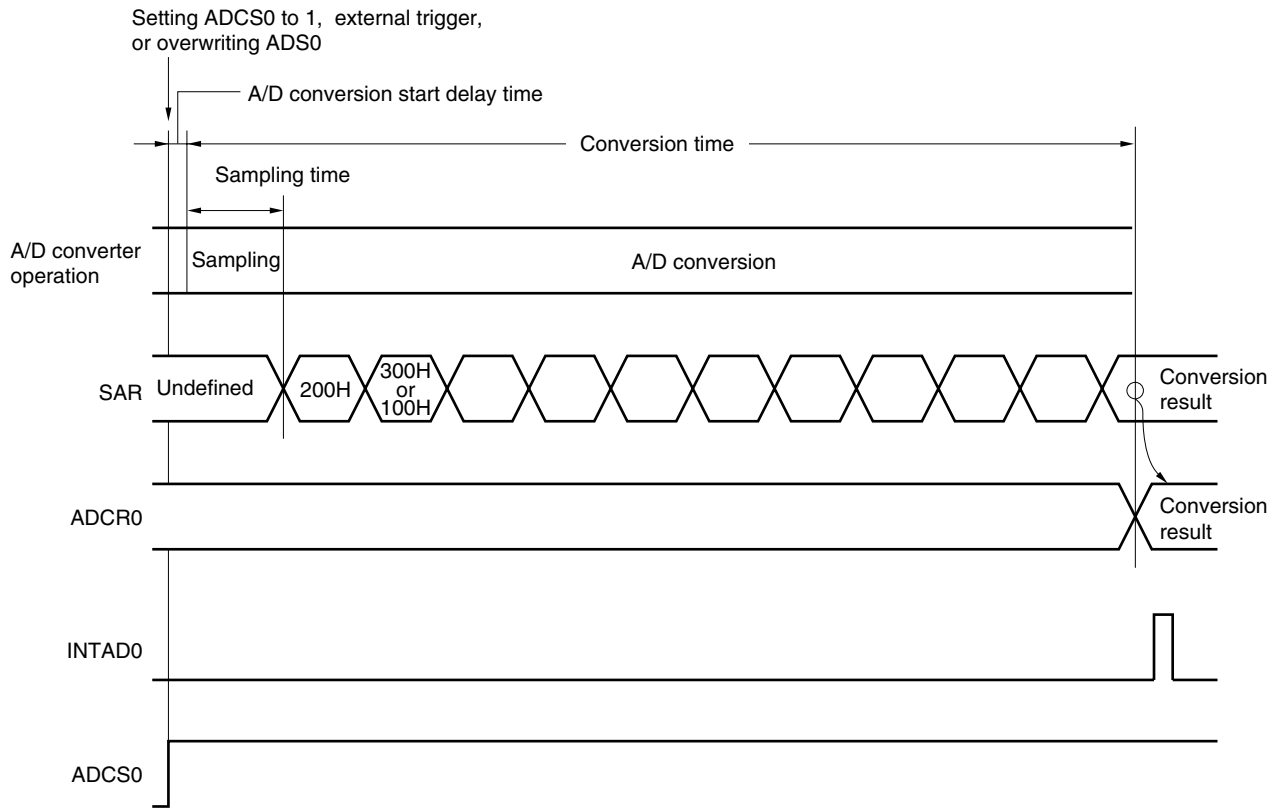 Setting ADCS0 to 1, external trigger,
or overwriting ADS0
A/D conversion start delay time
Conversion time
Sampling time
A/D converter
operation
Sampling
A/D conversion
SAR
Undefined
200H
300H
or
100H
Conversion
result
ADCR0
Conversion
result
INTAD0
ADCS0